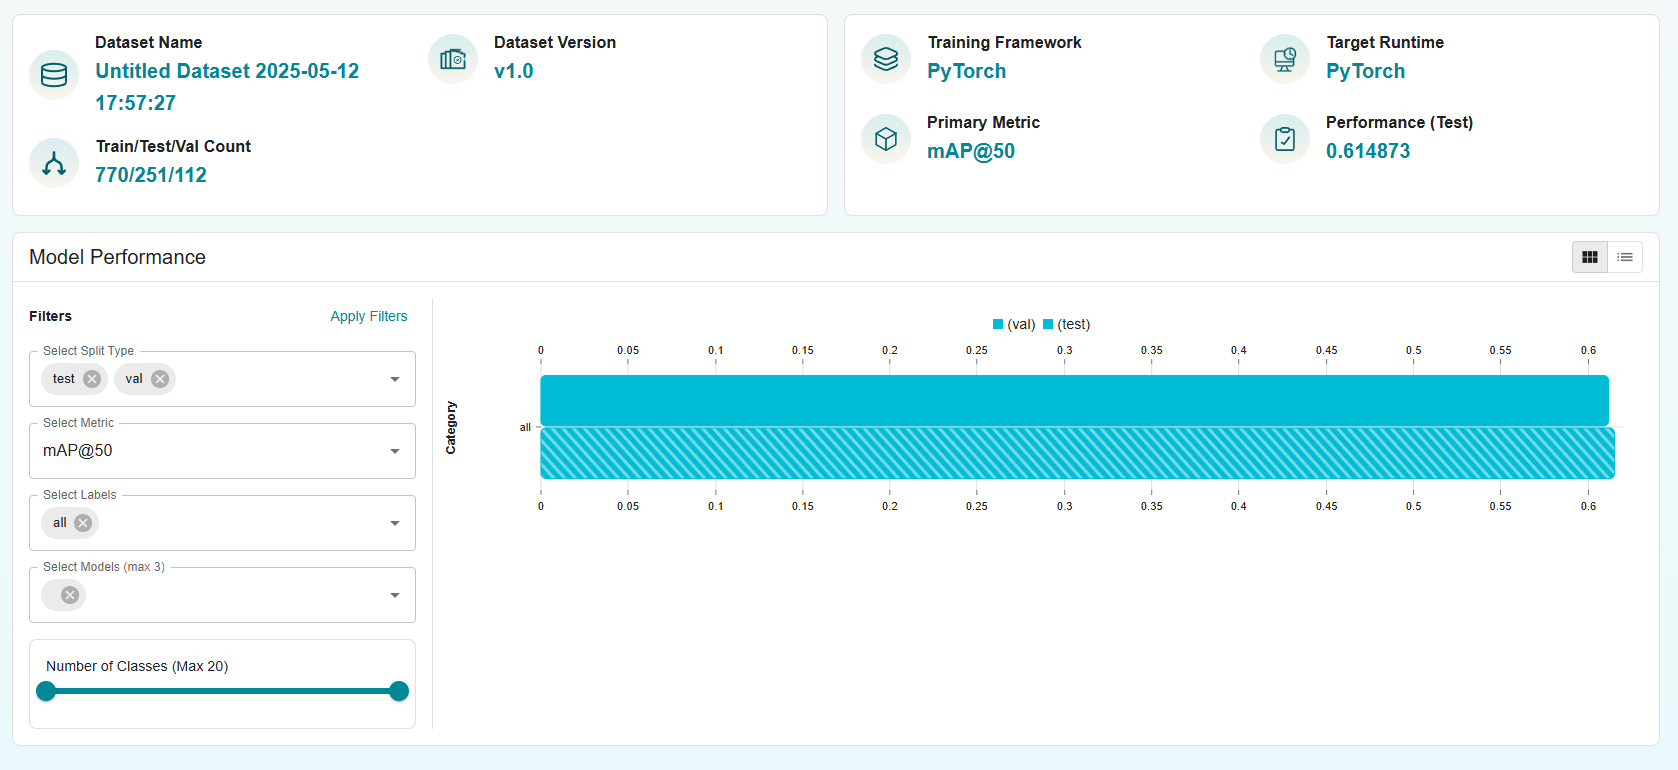 Dataset Name
Untitled Dataset 2025-05-12
17:57:27
Dataset Version
v1.0
Train/Test/Val Count
770/251/112
Training Framework
PyTorch
Target Runtime
PyTorch
Primary Metric
mAP@50
Performance (Test)
0.614873
Model Performance
Filters
Apply Filters
Select Split Type
test val
Select Metric
mAP@50
Select Labels
all
Select Models (max 3)
Number of Classes (Max 20)
(val) (test)
0 0.05 0.1 0.15 0.2 0.25 0.3 0.35 0.4 0.45 0.5 0.55 0.6
Category
all
0 0.05 0.1 0.15 0.2 0.25 0.3 0.35 0.4 0.45 0.5 0.55 0.6